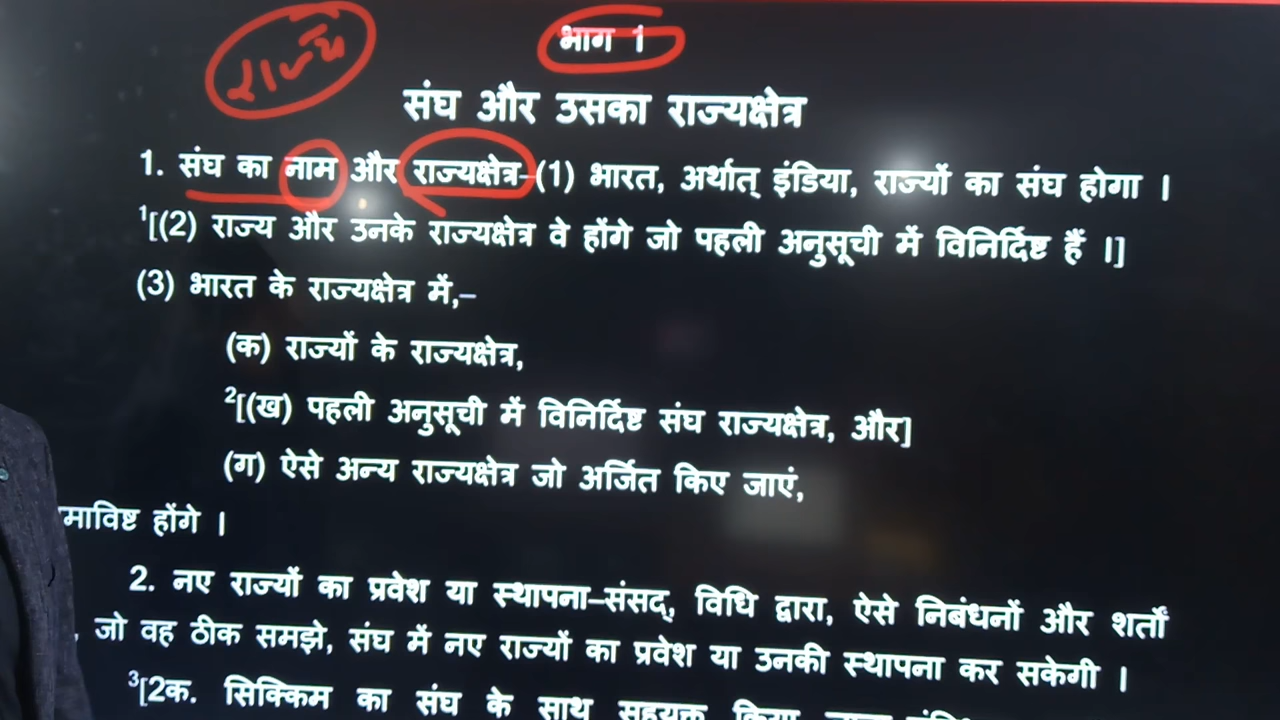 राज्य
भाग 1
संघ और उसका राज्यक्षेत्र
1. संघ का नाम और राज्यक्षेत्र–(1) भारत, अर्थात् इंडिया, राज्यों का संघ होगा ।
1[(2) राज्य और उनके राज्यक्षेत्र वे होंगे जो पहली अनुसूची में विनिर्दिष्ट हैं ।]
(3) भारत के राज्यक्षेत्र में,–
(क) राज्यों के राज्यक्षेत्र,
2[(ख) पहली अनुसूची में विनिर्दिष्ट संघ राज्यक्षेत्र, और]
(ग) ऐसे अन्य राज्यक्षेत्र जो अर्जित किए जाएं,
माविष्ट होंगे ।
2. नए राज्यों का प्रवेश या स्थापना–संसद्, विधि द्वारा, ऐसे निबंधनों और शर्तों
, जो वह ठीक समझे, संघ में नए राज्यों का प्रवेश या उनकी स्थापना कर सकेगी ।
3[2क. सिक्किम का संघ के साथ सहयुक्त किया